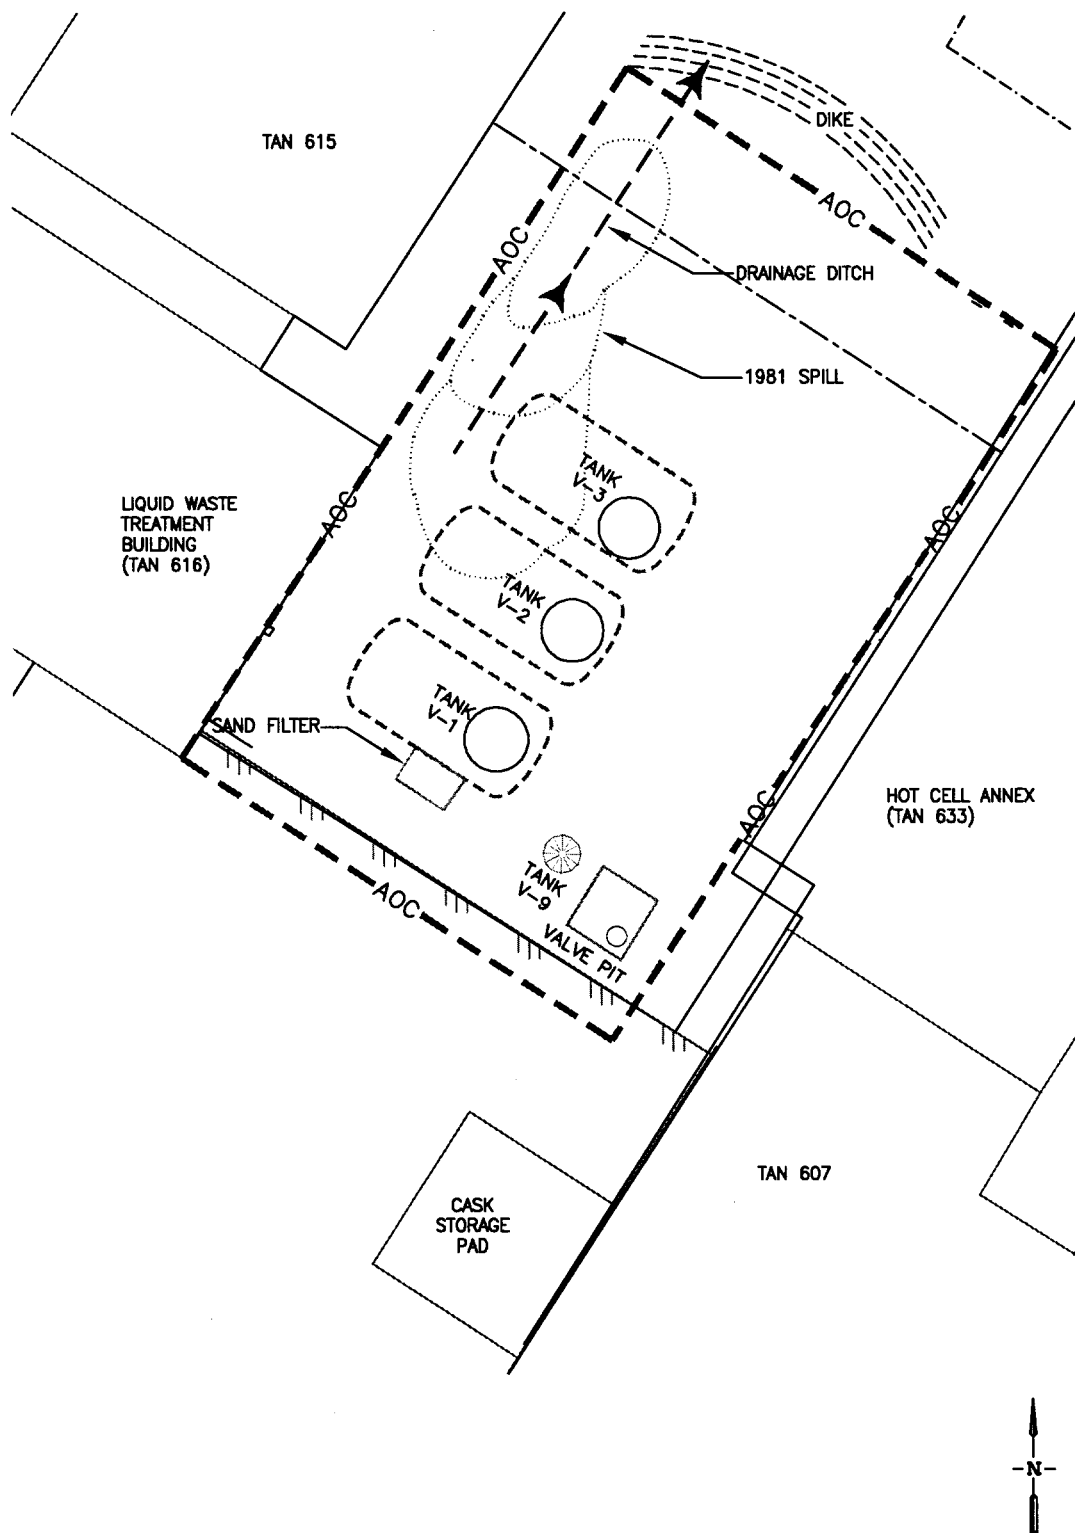 TAN 615
DIKE
AOC
AOC
DRAINAGE DITCH
1981 SPILL
TANK
V-3
LIQUID WASTE
TREATMENT
BUILDING
(TAN 616)
AOC
AOC
TANK
V-2
TANK
V-1
SAND FILTER
HOT CELL ANNEX
(TAN 633)
AOC
TANK
V-9
AOC
VALVE PIT
TAN 607
CASK
STORAGE
PAD
-N-